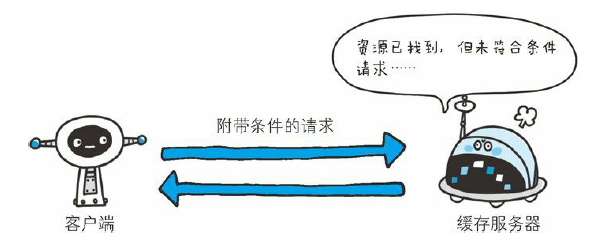 资源已找到，但未符合条件
请求……
附带条件的请求
客户端
缓存服务器